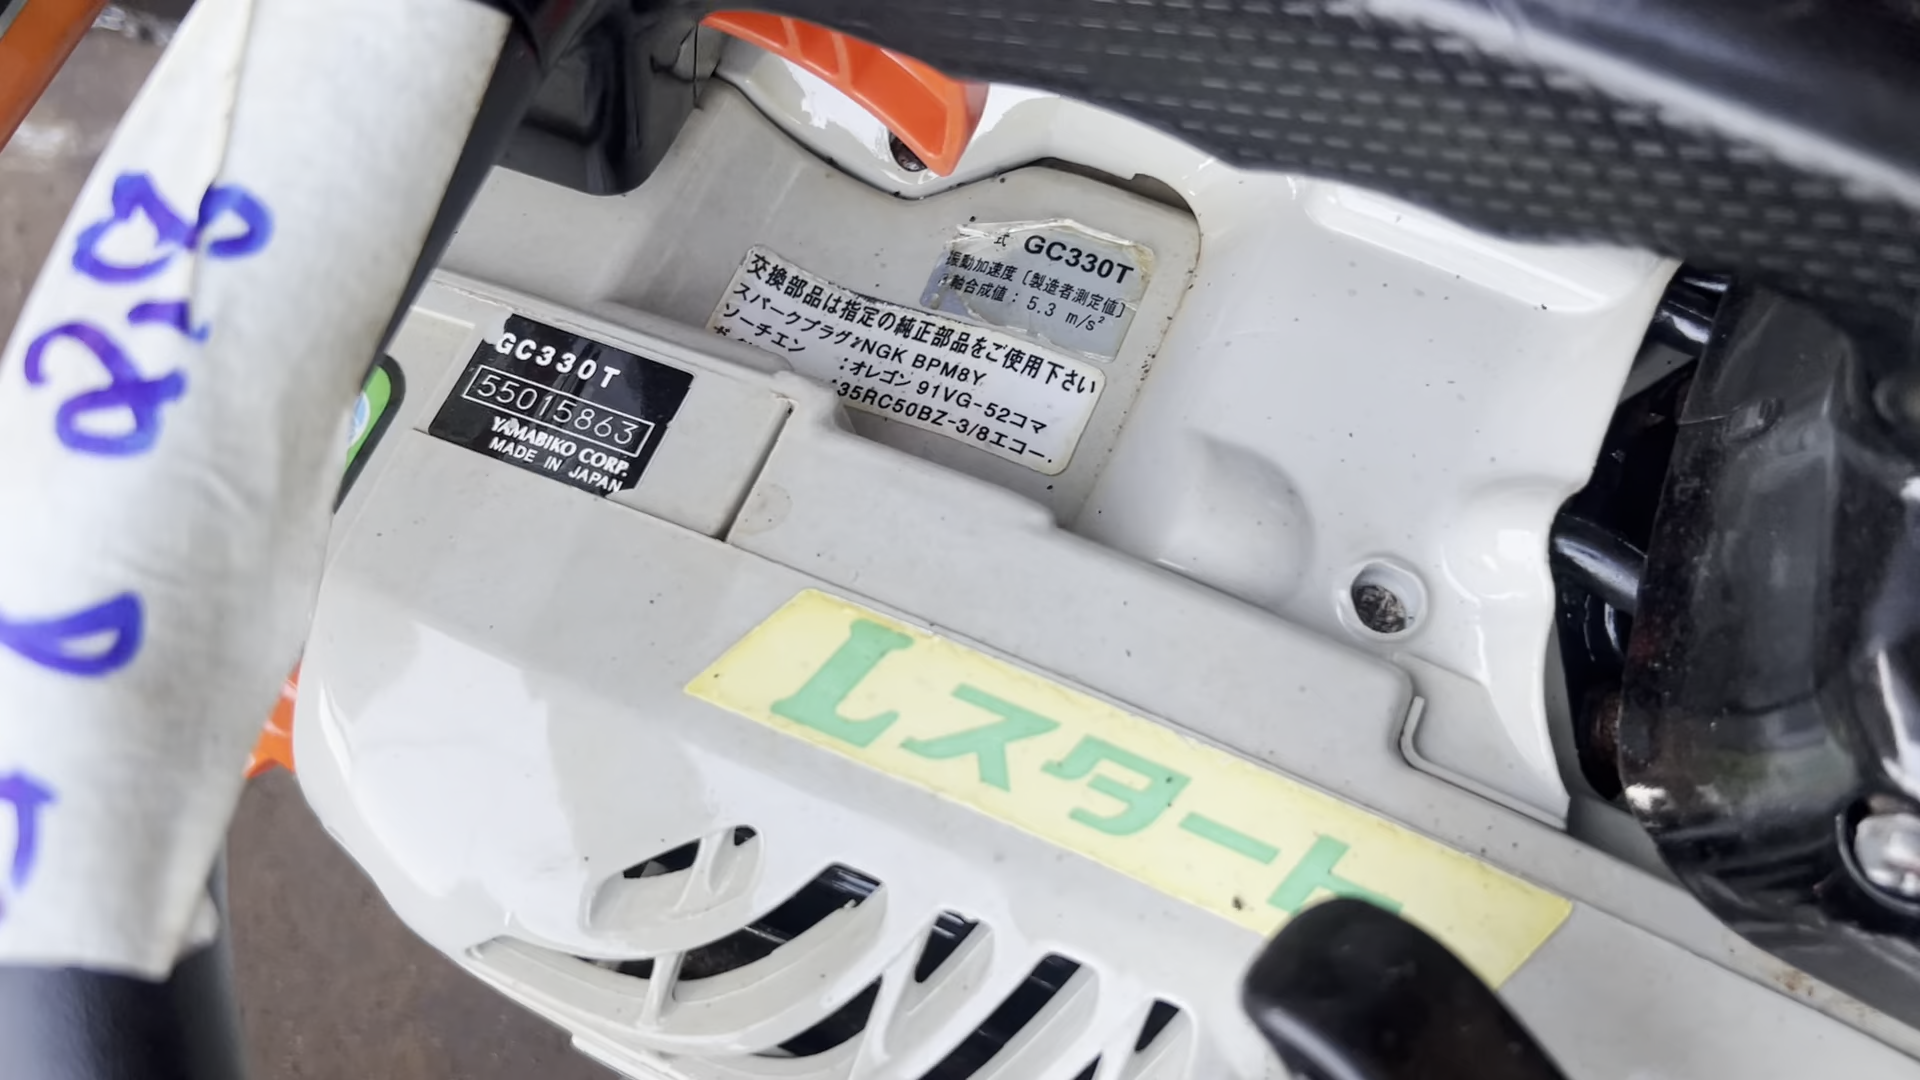 式 GC330T
振動加速度〔製造者測定値〕
軸合成値：5.3 m/s²
交換部品は指定の純正部品をご使用下さい
スパークプラグ:NGK BPM8Y
ソーチエン :オレゴン 91VG-52コマ
35RC50BZ-3/8エコー.
GC330T
55015863
YAMABIKO CORP.
MADE IN JAPAN
Lスタート